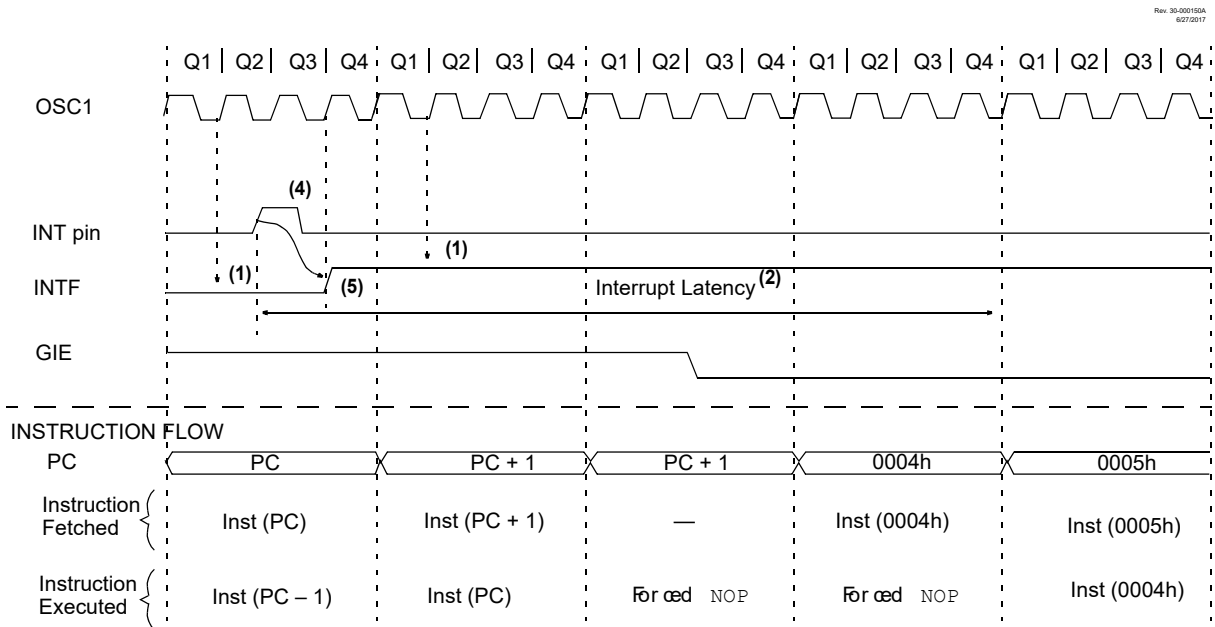 Rev. 30-000150A
6/27/2017
Q1 Q2 Q3 Q4 Q1 Q2 Q3 Q4 Q1 Q2 Q3 Q4 Q1 Q2 Q3 Q4 Q1 Q2 Q3 Q4
OSC1
(4)
INT pin
(1)
(1)
INTF
(5)
Interrupt Latency(2)
GIE
INSTRUCTION FLOW
PC PC PC + 1 PC + 1 0004h 0005h
Instruction
Fetched
Inst (PC) Inst (PC + 1) — Inst (0004h) Inst (0005h)
Instruction
Executed
Inst (PC – 1) Inst (PC) Forced NOP Forced NOP Inst (0004h)